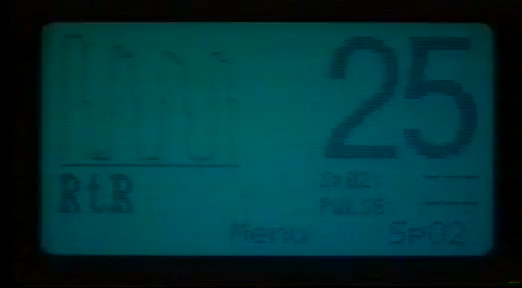 25
RtR
SpO2: ---
PULSE ---
Menu SpO2